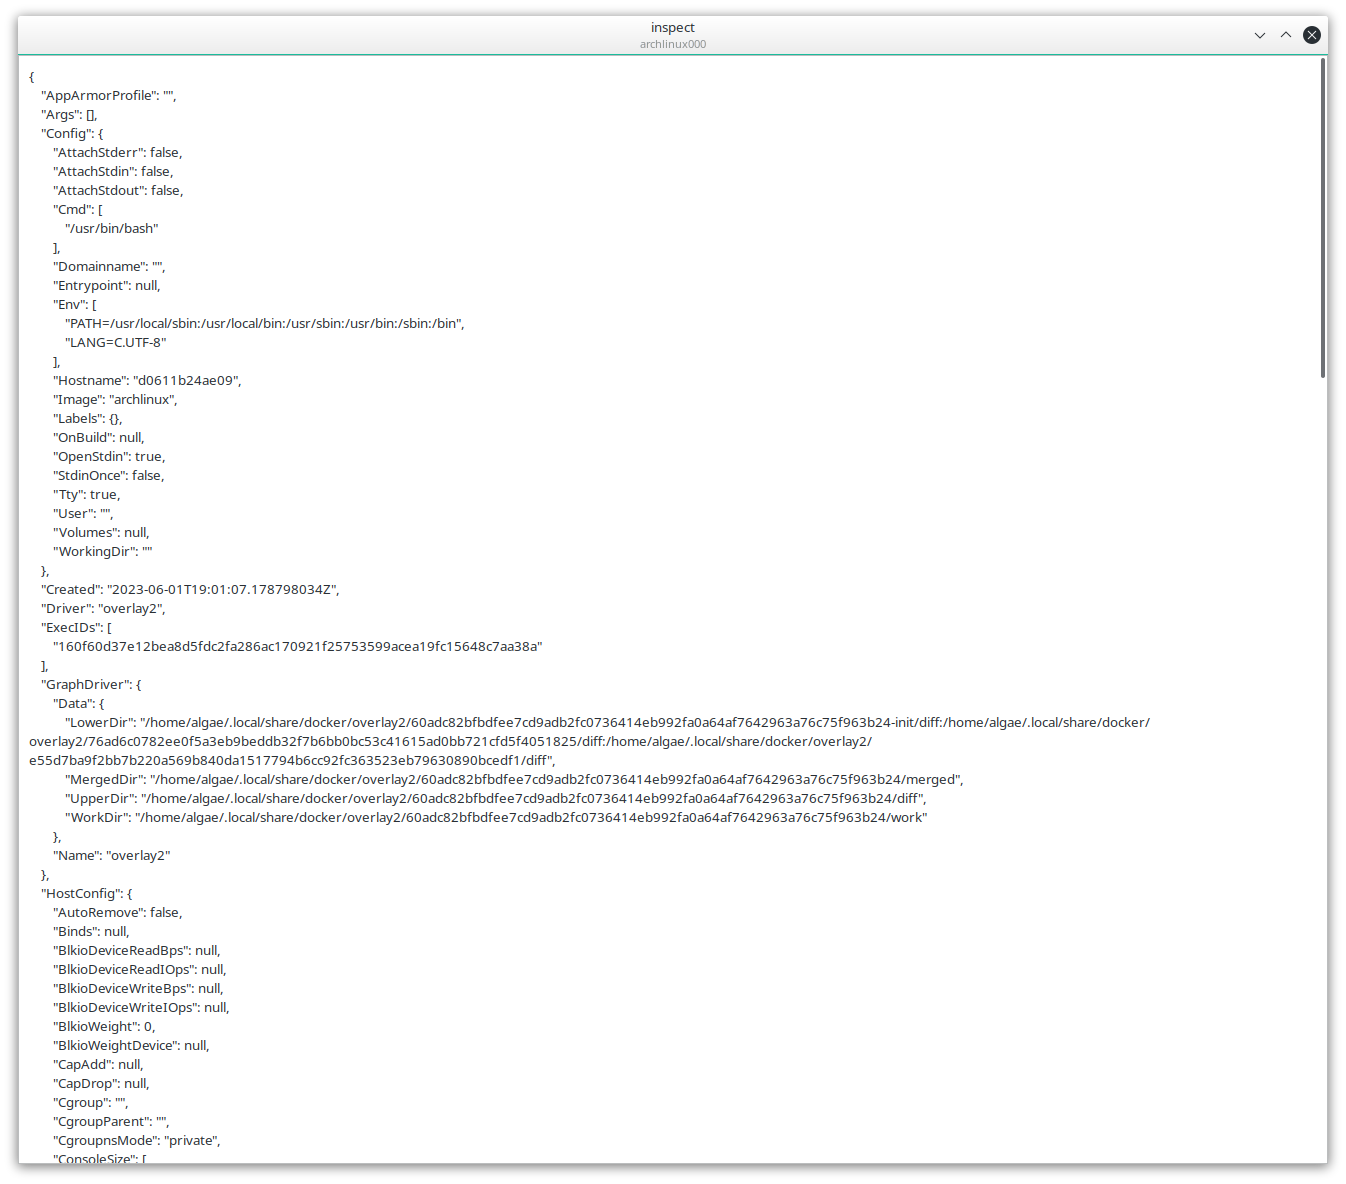 inspect
archlinux000
{
"AppArmorProfile": "",
"Args": [],
"Config": {
"AttachStderr": false,
"AttachStdin": false,
"AttachStdout": false,
"Cmd": [
"/usr/bin/bash"
],
"Domainname": "",
"Entrypoint": null,
"Env": [
"PATH=/usr/local/sbin:/usr/local/bin:/usr/sbin:/usr/bin:/sbin:/bin",
"LANG=C.UTF-8"
],
"Hostname": "d0611b24ae09",
"Image": "archlinux",
"Labels": {},
"OnBuild": null,
"OpenStdin": true,
"StdinOnce": false,
"Tty": true,
"User": "",
"Volumes": null,
"WorkingDir": ""
},
"Created": "2023-06-01T19:01:07.178798034Z",
"Driver": "overlay2",
"ExecIDs": [
"160f60d37e12bea8d5fdc2fa286ac170921f25753599acea19fc15648c7aa38a"
],
"GraphDriver": {
"Data": {
"LowerDir": "/home/algae/.local/share/docker/overlay2/60adc82bfbdfee7cd9adb2fc0736414eb992fa0a64af7642963a76c75f963b24-init/diff:/home/algae/.local/share/docker/
overlay2/76ad6c0782ee0f5a3eb9beddb32f7b6bb0bc53c41615ad0bb721cfd5f4051825/diff:/home/algae/.local/share/docker/overlay2/
e55d7ba9f2bb7b220a569b840da1517794b6cc92fc363523eb79630890bcedf1/diff",
"MergedDir": "/home/algae/.local/share/docker/overlay2/60adc82bfbdfee7cd9adb2fc0736414eb992fa0a64af7642963a76c75f963b24/merged",
"UpperDir": "/home/algae/.local/share/docker/overlay2/60adc82bfbdfee7cd9adb2fc0736414eb992fa0a64af7642963a76c75f963b24/diff",
"WorkDir": "/home/algae/.local/share/docker/overlay2/60adc82bfbdfee7cd9adb2fc0736414eb992fa0a64af7642963a76c75f963b24/work"
},
"Name": "overlay2"
},
"HostConfig": {
"AutoRemove": false,
"Binds": null,
"BlkioDeviceReadBps": null,
"BlkioDeviceReadIOps": null,
"BlkioDeviceWriteBps": null,
"BlkioDeviceWriteIOps": null,
"BlkioWeight": 0,
"BlkioWeightDevice": null,
"CapAdd": null,
"CapDrop": null,
"Cgroup": "",
"CgroupParent": "",
"CgroupnsMode": "private",
"ConsoleSize": [